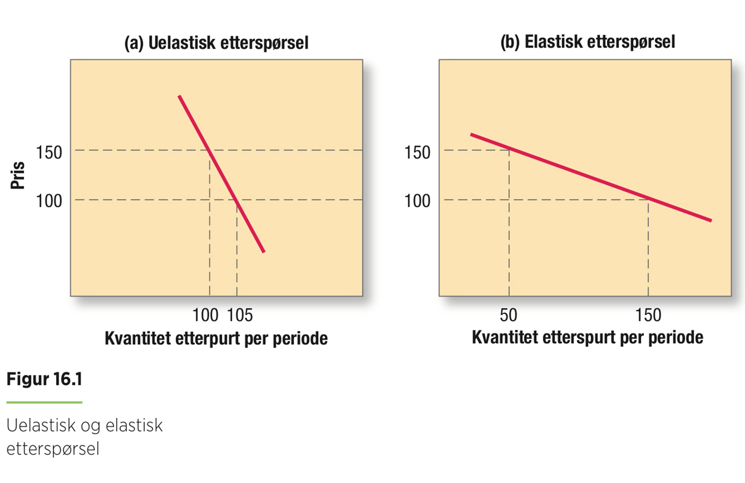 (a) Uelastisk etterspørsel
Pris
150
100
100 105
Kvantitet etterpurt per periode
(b) Elastisk etterspørsel
150
100
50 150
Kvantitet etterspurt per periode
Figur 16.1
Uelastisk og elastisk
etterspørsel